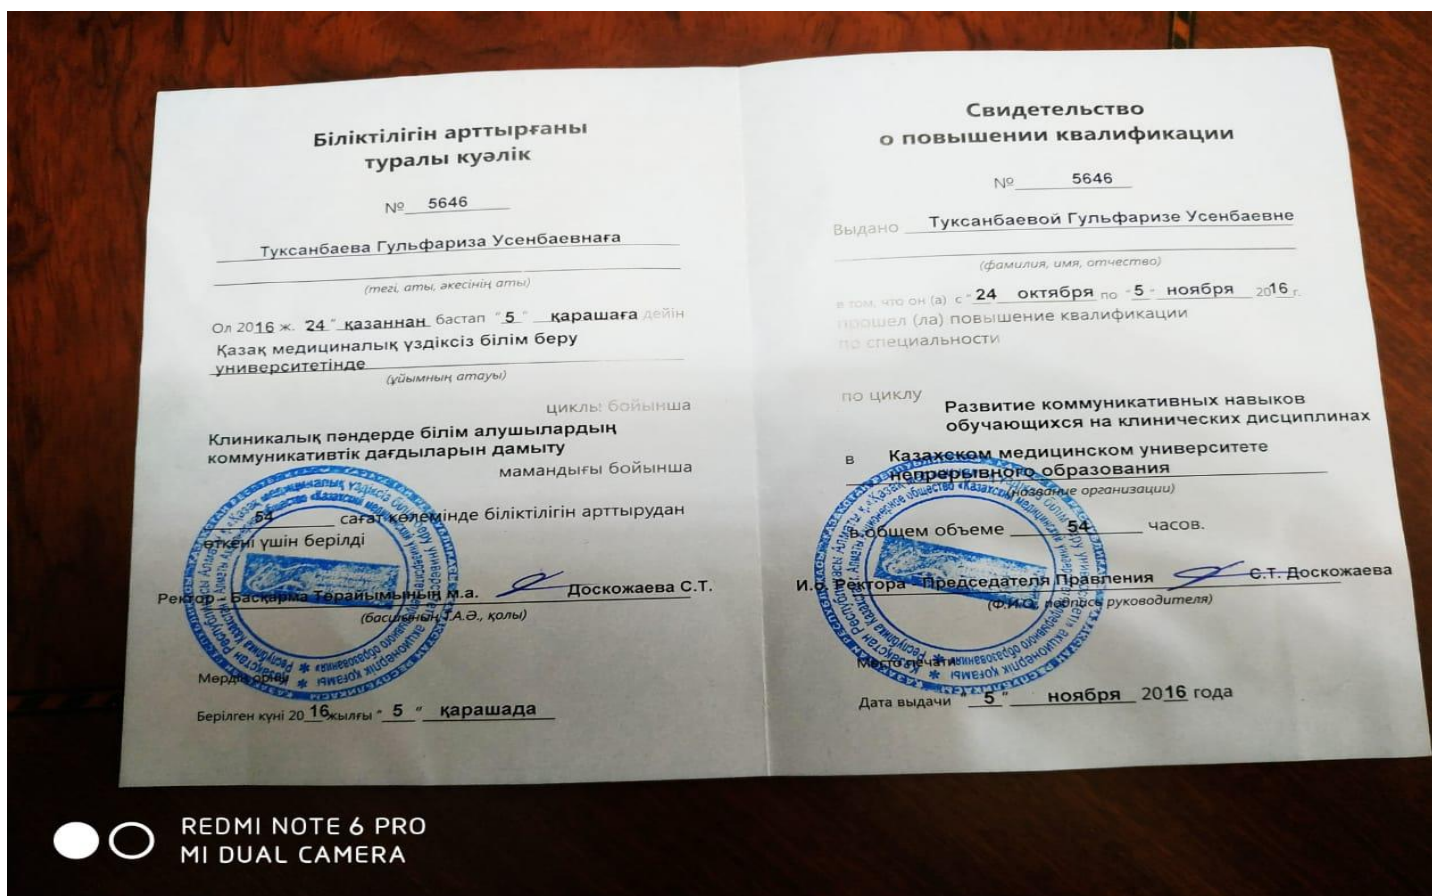 Біліктілігін арттырғаны
туралы куәлік
№ 5646
Туксанбаева Гульфариза Усенбаевнаға
(тегі, аты, әкесінің аты)
Ол 2016 ж. 24 " қазаннан бастап " 5 " қарашаға дейін
Қазақ медициналық үздіксіз білім беру
университетінде
(ұйымның атауы)
циклы бойынша
Клиникалық пәндерде білім алушылардың
коммуникативтік дағдыларын дамыту
мамандығы бойынша
54 сағат көлемінде біліктілігін арттырудан
өткені үшін берілді
Ректор - Басқарма Төрайымының м.а. Доскожаева С.Т.
(басшының Т.А.Ә., қолы)
Мөрдің орны
Берілген күні 20 16 жылғы " 5 " қарашада
Свидетельство
о повышении квалификации
№ 5646
Выдано Туксанбаевой Гульфаризе Усенбаевне
(фамилия, имя, отчество)
в том, что он (а) с " 24 октября по " 5 " ноября 2016 г.
прошел (ла) повышение квалификации
по специальности
по циклу
Развитие коммуникативных навыков
обучающихся на клинических дисциплинах
в Казахском медицинском университете
непрерывного образования
(название организации)
в общем объеме 54 часов.
И.о. Ректора - Председателя Правления С.Т. Доскожаева
(Ф.И.О., подпись руководителя)
Место печати
Дата выдачи " 5 " ноября 2016 года
REDMI NOTE 6 PRO
MI DUAL CAMERA